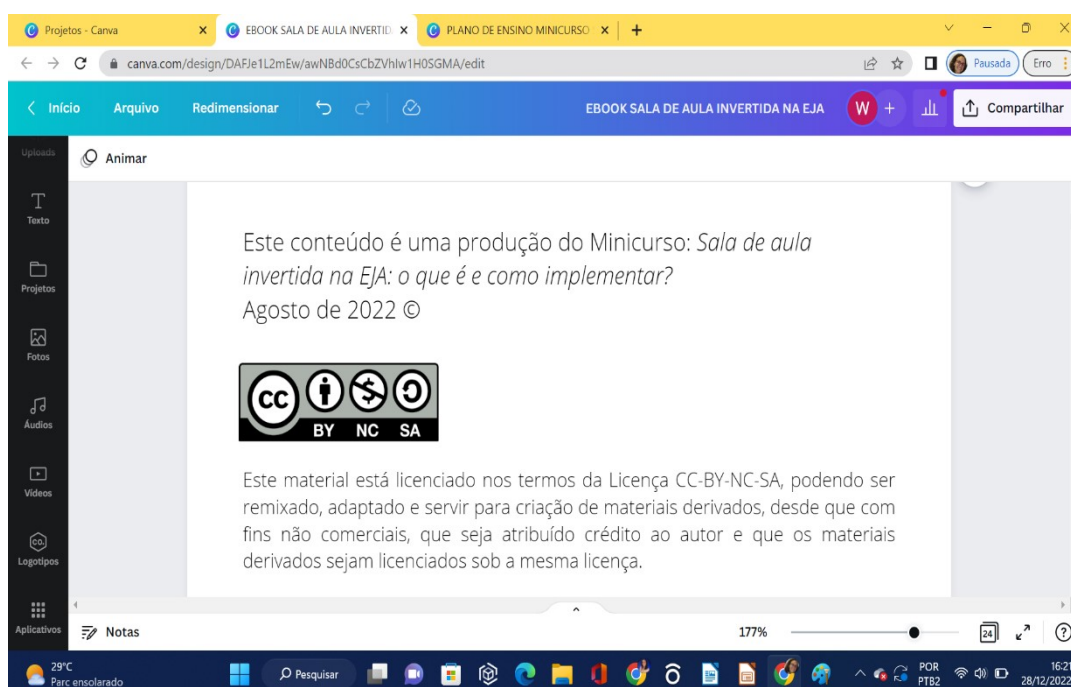 Projetos - Canva
EBOOK SALA DE AULA INVERTID
PLANO DE ENSINO MINICURSO
canva.com/design/DAFJe1L2mEw/awNBd0CsCbZVhIw1H0SGMA/edit
Pausada
Erro
Início
Arquivo
Redimensionar
EBOOK SALA DE AULA INVERTIDA NA EJA
W
Compartilhar
Uploads
Animar
Texto
Projetos
Fotos
Áudios
Vídeos
CO.
Logotipos
Aplicativos
Este conteúdo é uma produção do Minicurso: Sala de aula
invertida na EJA: o que é e como implementar?
Agosto de 2022 ©
CC
BY NC SA
Este material está licenciado nos termos da Licença CC-BY-NC-SA, podendo ser
remixado, adaptado e servir para criação de materiais derivados, desde que com
fins não comerciais, que seja atribuído crédito ao autor e que os materiais
derivados sejam licenciados sob a mesma licença.
Notas
177%
24
29°C
Parc ensolarado
Pesquisar
POR
PTB2
16:21
28/12/2022